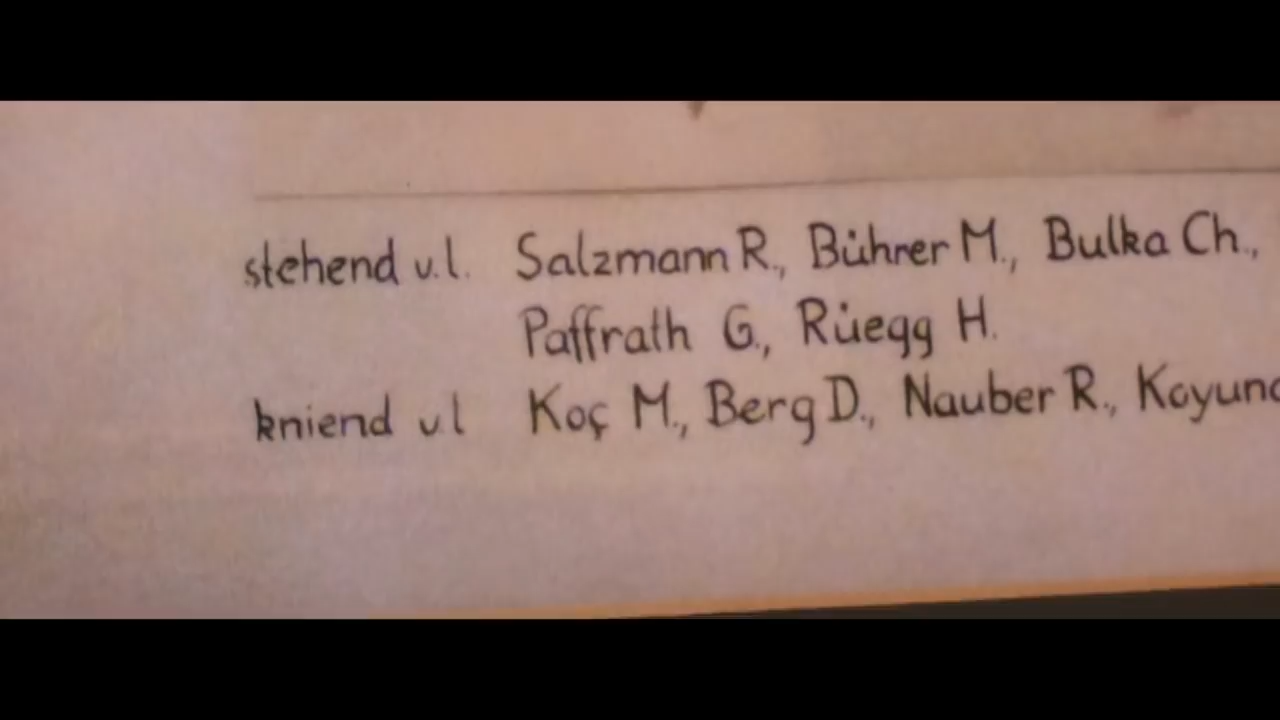 stehend v.l. Salzmann R., Bührer M., Bulka Ch.,
Paffrath G., Rüegg H.
kniend v.l Koç M., Berg D., Nauber R.,